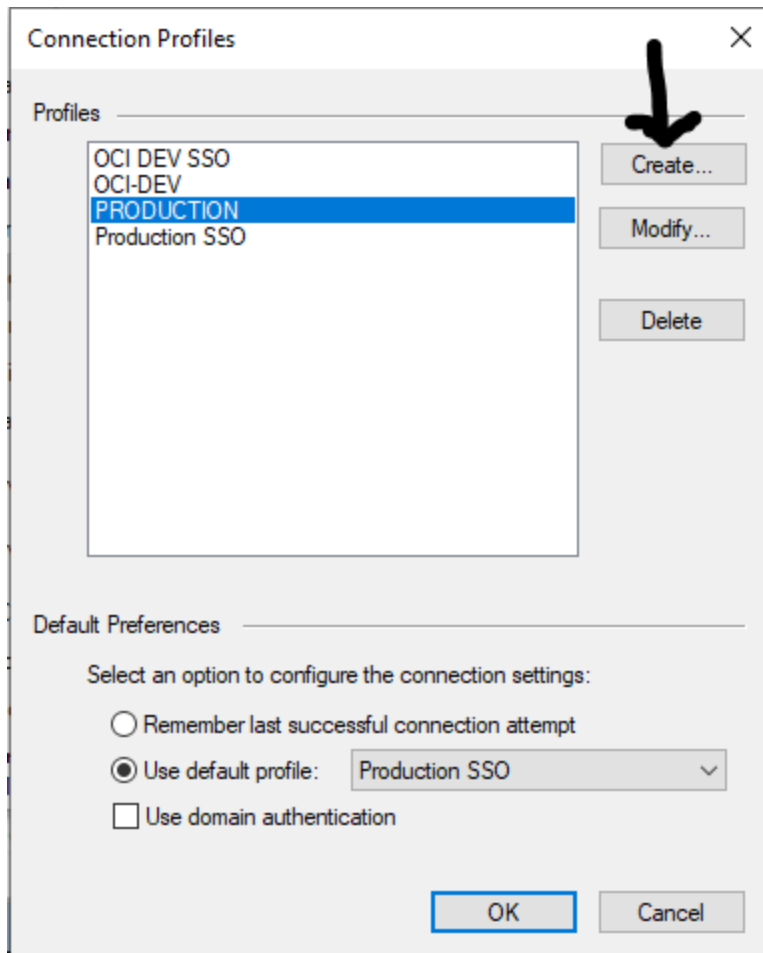 Connection Profiles
Profiles
OCI DEV SSO
OCI-DEV
PRODUCTION
Production SSO
Create...
Modify...
Delete
Default Preferences
Select an option to configure the connection settings:
Remember last successful connection attempt
Use default profile: Production SSO
Use domain authentication
OK Cancel